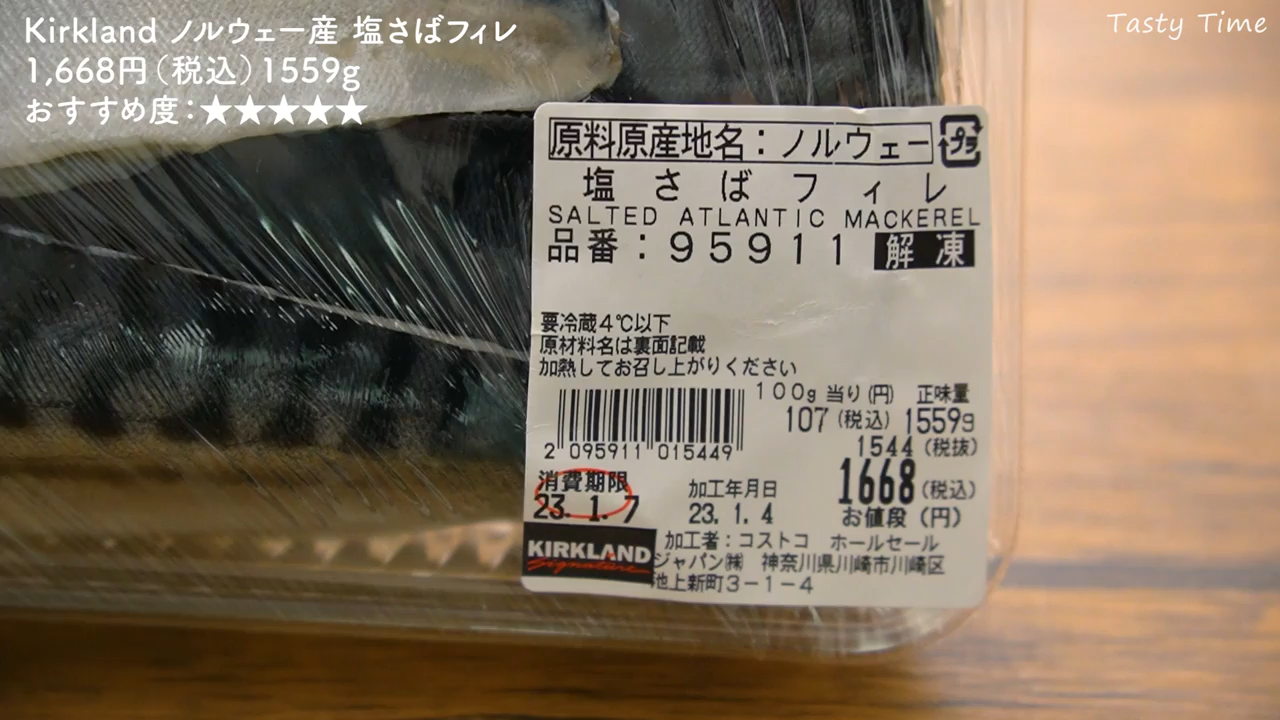 Kirkland ノルウェー産 塩さばフィレ
1,668円（税込）1559g
おすすめ度：★★★★★
Tasty Time
原料原産地名：ノルウェー
プラ
塩さばフィレ
SALTED ATLANTIC MACKEREL
品番：95911 解凍
要冷蔵4℃以下
原材料名は裏面記載
加熱してお召し上がりください
100g当り(円) 正味量
107(税込) 1559g
1544(税抜)
2 095911 015449
1668(税込)
お値段(円)
消費期限
23.1.7
加工年月日
23.1.4
KIRKLAND
Signature
加工者：コストコ ホールセール
ジャパン㈱ 神奈川県川崎市川崎区
池上新町3-1-4